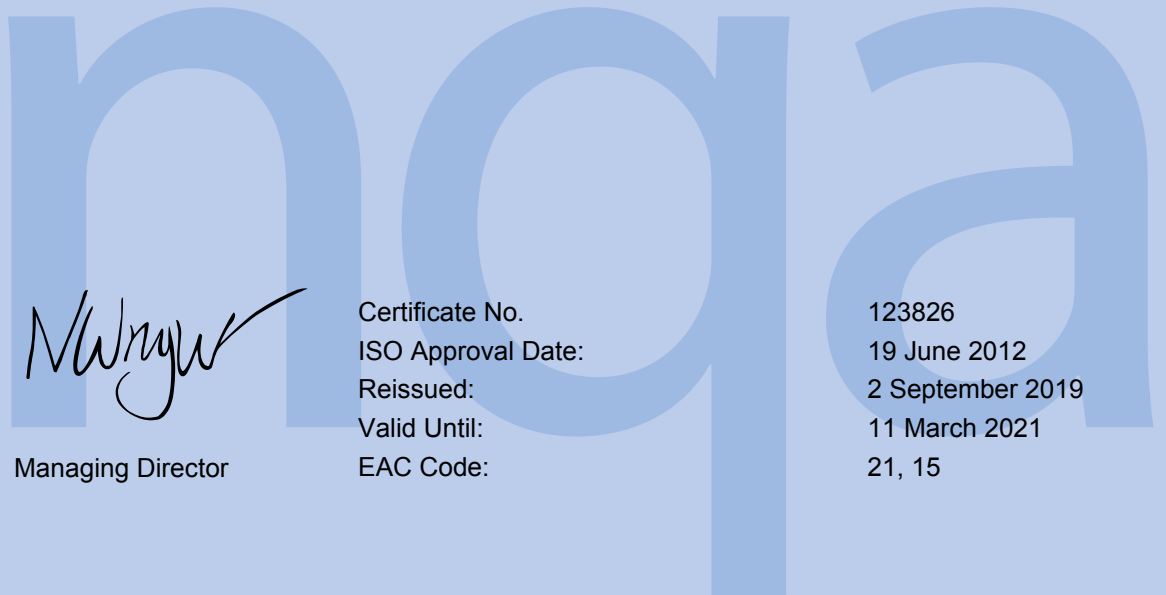 nqa
Certificate No. 123826
ISO Approval Date: 19 June 2012
Reissued: 2 September 2019
Valid Until: 11 March 2021
Managing Director EAC Code: 21, 15